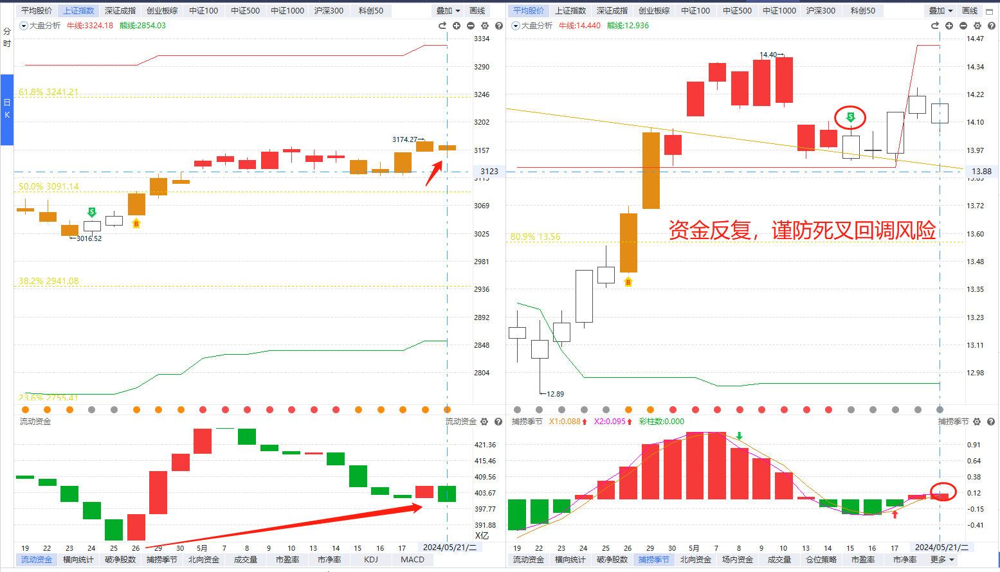 平均股价 上证指数 深证成指 创业板综 中证100 中证500 中证1000 沪深300 科创50 叠加 画线
大盘分析 牛线:3324.18 熊线:2854.03
分时
日K
3334
3290
3246
3202
3157
3123
3113
3069
3025
2981
2936
2892
2848
2804
61.8% 3241.21
50.0% 3091.14
38.2% 2941.08
23.6% 2755.41
3174.27→
←3016.52
S
B
流动资金
流动资金
421.36
415.46
409.56
403.67
397.77
391.88
X亿
19 22 23 24 25 26 29 30 5月 7 8 9 10 13 14 15 16 17 2024/05/21/二
流动资金 横向统计 破净股数 捕捞季节 北向资金 成交量 市盈率 市净率 KDJ MACD
平均股价 上证指数 深证成指 创业板综 中证100 中证500 中证1000 沪深300 科创50 叠加 画线
大盘分析 牛线:14.440 熊线:12.936
14.47
14.34
14.22
14.10
13.97
13.88
13.85
13.72
13.60
13.48
13.35
13.23
13.11
12.98
14.40→
S
资金反复，谨防死叉回调风险
80.9% 13.56
B
←12.89
捕捞季节 X1:0.088 X2:0.095 彩柱数:0.000
捕捞季节
0.91
0.64
0.38
0.12
-0.15
-0.41
19 22 23 24 25 26 29 30 5月 7 8 9 10 13 14 15 16 17 2024/05/21/二
流动资金 横向统计 破净股数 捕捞季节 北向资金 场内资金 成交量 仓位策略 市盈率 市净率 更多